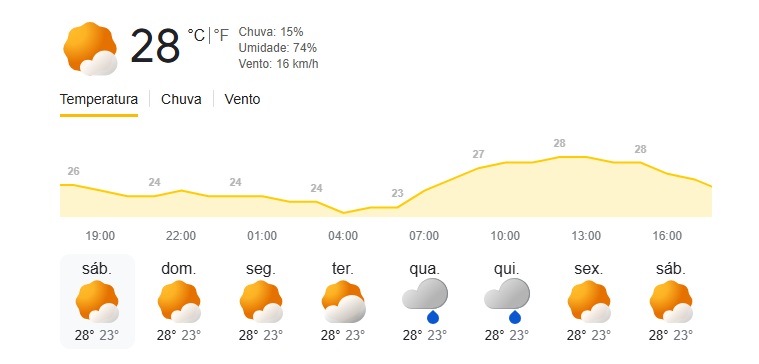 28 °C | °F
Chuva: 15%
Umidade: 74%
Vento: 16 km/h
Temperatura | Chuva | Vento
26 24 24 24 23 27 28 28
19:00 22:00 01:00 04:00 07:00 10:00 13:00 16:00
sáb. dom. seg. ter. qua. qui. sex. sáb.
28° 23° 28° 23° 28° 23° 28° 23° 28° 23° 28° 23° 28° 23° 28° 23°